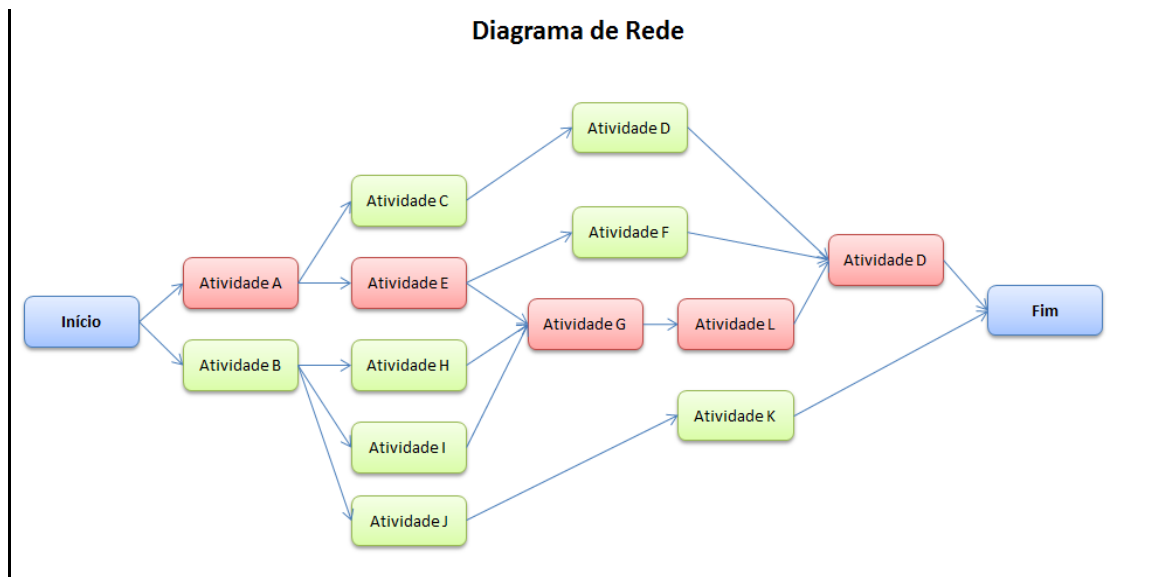 Diagrama de Rede
Atividade D
Atividade C
Atividade F
Atividade A
Atividade E
Atividade D
Início
Atividade G
Atividade L
Fim
Atividade B
Atividade H
Atividade K
Atividade I
Atividade J